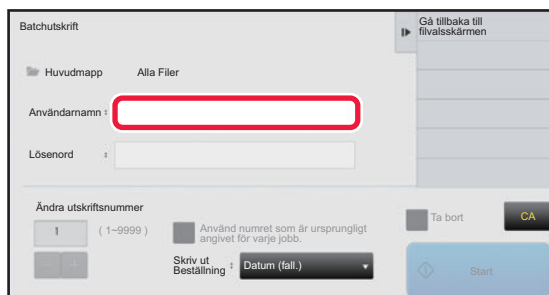 Batchutskrift
Gå tillbaka till
filvalsskärmen
Huvudmapp Alla Filer
Användarnamn :
Lösenord :
Ändra utskriftsnummer
1 ( 1~9999 )
Använd numret som är ursprungligt
angivet för varje jobb.
Skriv ut
Beställning : Datum (fall.)
Ta bort
CA
Start